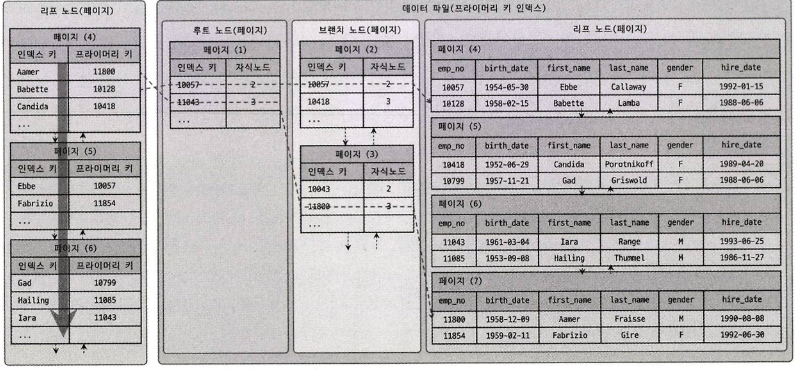 리프 노드(페이지)
페이지 (4)
인덱스 키 프라이머리 키
Aamer 11800
Babette 10128
Candida 10418
...
페이지 (5)
인덱스 키 프라이머리 키
Ebbe 10057
Fabrizio 11854
...
페이지 (6)
인덱스 키 프라이머리 키
Gad 10799
Hailing 11085
Iara 11043
...
데이터 파일(프라이머리 키 인덱스)
루트 노드(페이지)
페이지 (1)
인덱스 키 자식노드
10057 2
11043 3
...
브랜치 노드(페이지)
페이지 (2)
인덱스 키 자식노드
10057 2
10418 3
...
페이지 (3)
인덱스 키 자식노드
10043 2
11800 3
...
리프 노드(페이지)
페이지 (4)
emp_no birth_date first_name last_name gender hire_date
10057 1954-05-30 Ebbe Callaway F 1992-01-15
10128 1958-02-15 Babette Lamba F 1988-06-06
페이지 (5)
emp_no birth_date first_name last_name gender hire_date
10418 1952-06-29 Candida Porotnikoff F 1989-04-20
10799 1957-11-21 Gad Griswold F 1988-06-06
페이지 (6)
emp_no birth_date first_name last_name gender hire_date
11043 1961-03-04 Iara Range M 1993-06-25
11085 1953-09-08 Hailing Thummel M 1986-11-27
페이지 (7)
emp_no birth_date first_name last_name gender hire_date
11800 1958-12-09 Aamer Fraisse M 1990-08-08
11854 1959-02-11 Fabrizio Gire F 1992-06-30